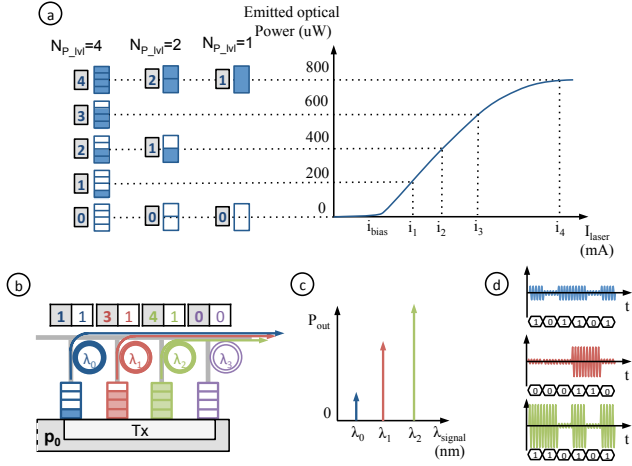 a
Emitted optical
Power (uW)
N_P_lvl=4 N_P_lvl=2 N_P_lvl=1
4 2 1 800
3 600
2 1 400
1 200
0 0 0 0
i_bias i_1 i_2 i_3 i_4 I_laser
(mA)
b
1 1 3 1 4 1 0 0
λ_0 λ_1 λ_2 λ_3
p_0 Tx
c
P_out
0
λ_0 λ_1 λ_2 λ_signal
(nm)
d
t
1 0 1 1 0 1
t
0 0 0 1 1 0
t
1 1 0 1 0 1